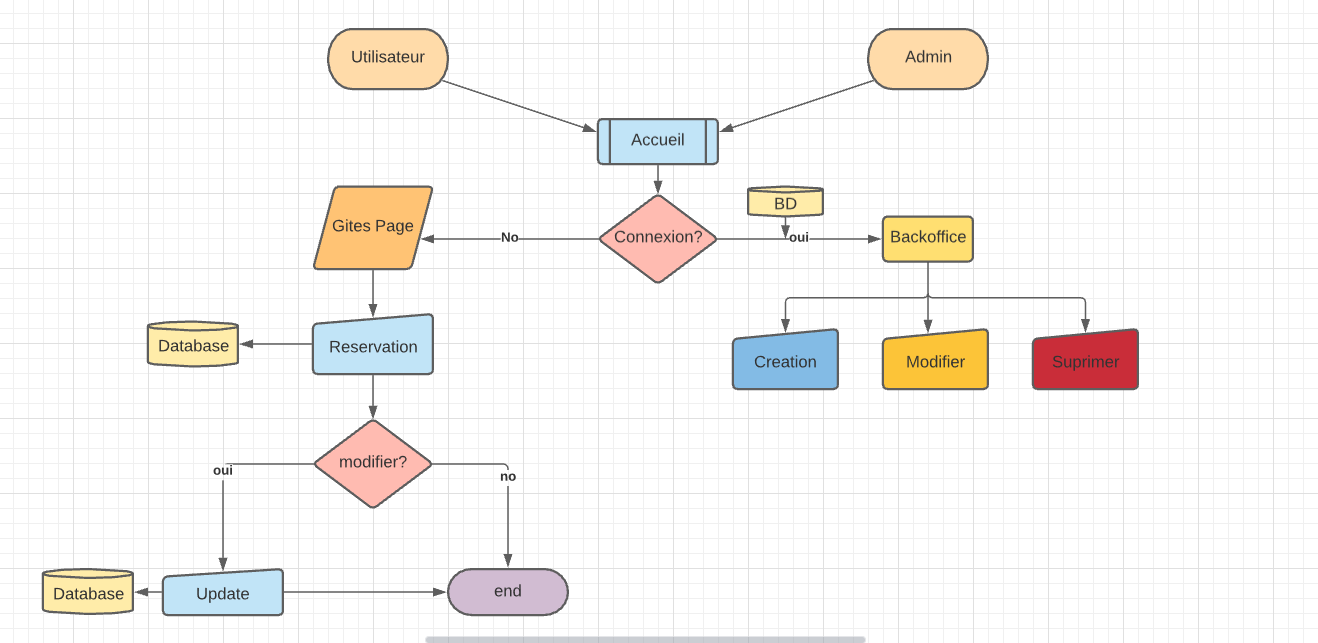 Utilisateur
Admin
Accueil
BD
Gites Page
No
Connexion?
oui
Backoffice
Database
Reservation
Creation
Modifier
Suprimer
modifier?
oui
no
Database
Update
end